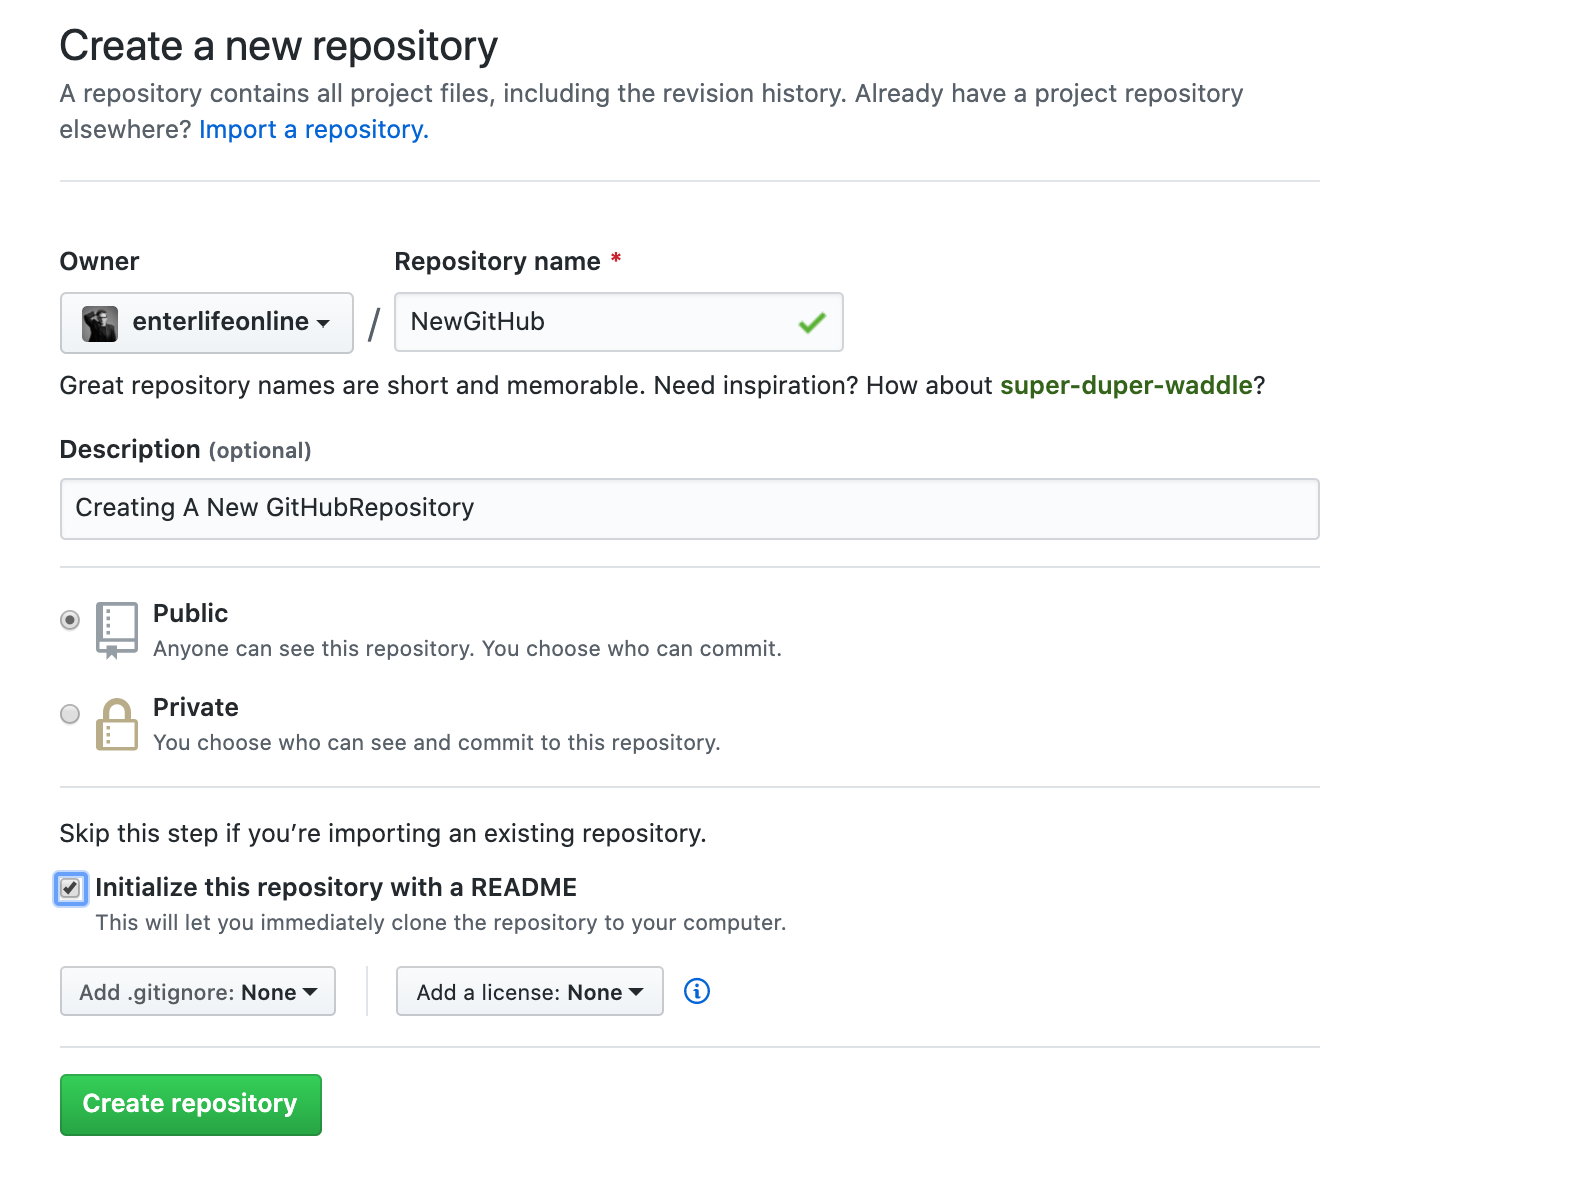 Create a new repository
A repository contains all project files, including the revision history. Already have a project repository
elsewhere? Import a repository.
Owner
Repository name *
enterlifeonline
/
NewGitHub
Great repository names are short and memorable. Need inspiration? How about super-duper-waddle?
Description (optional)
Creating A New GitHubRepository
Public
Anyone can see this repository. You choose who can commit.
Private
You choose who can see and commit to this repository.
Skip this step if you’re importing an existing repository.
Initialize this repository with a README
This will let you immediately clone the repository to your computer.
Add .gitignore: None
Add a license: None
Create repository